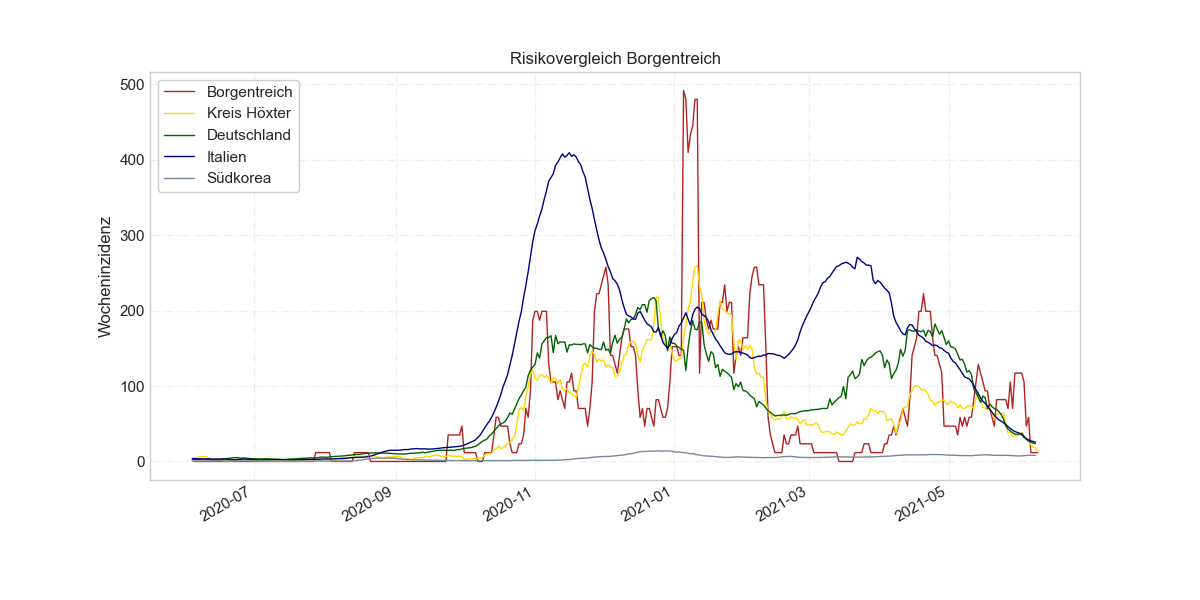 Risikovergleich Borgentreich
Wocheninzidenz
500
400
300
200
100
0
Borgentreich
Kreis Höxter
Deutschland
Italien
Südkorea
2020-07
2020-09
2020-11
2021-01
2021-03
2021-05